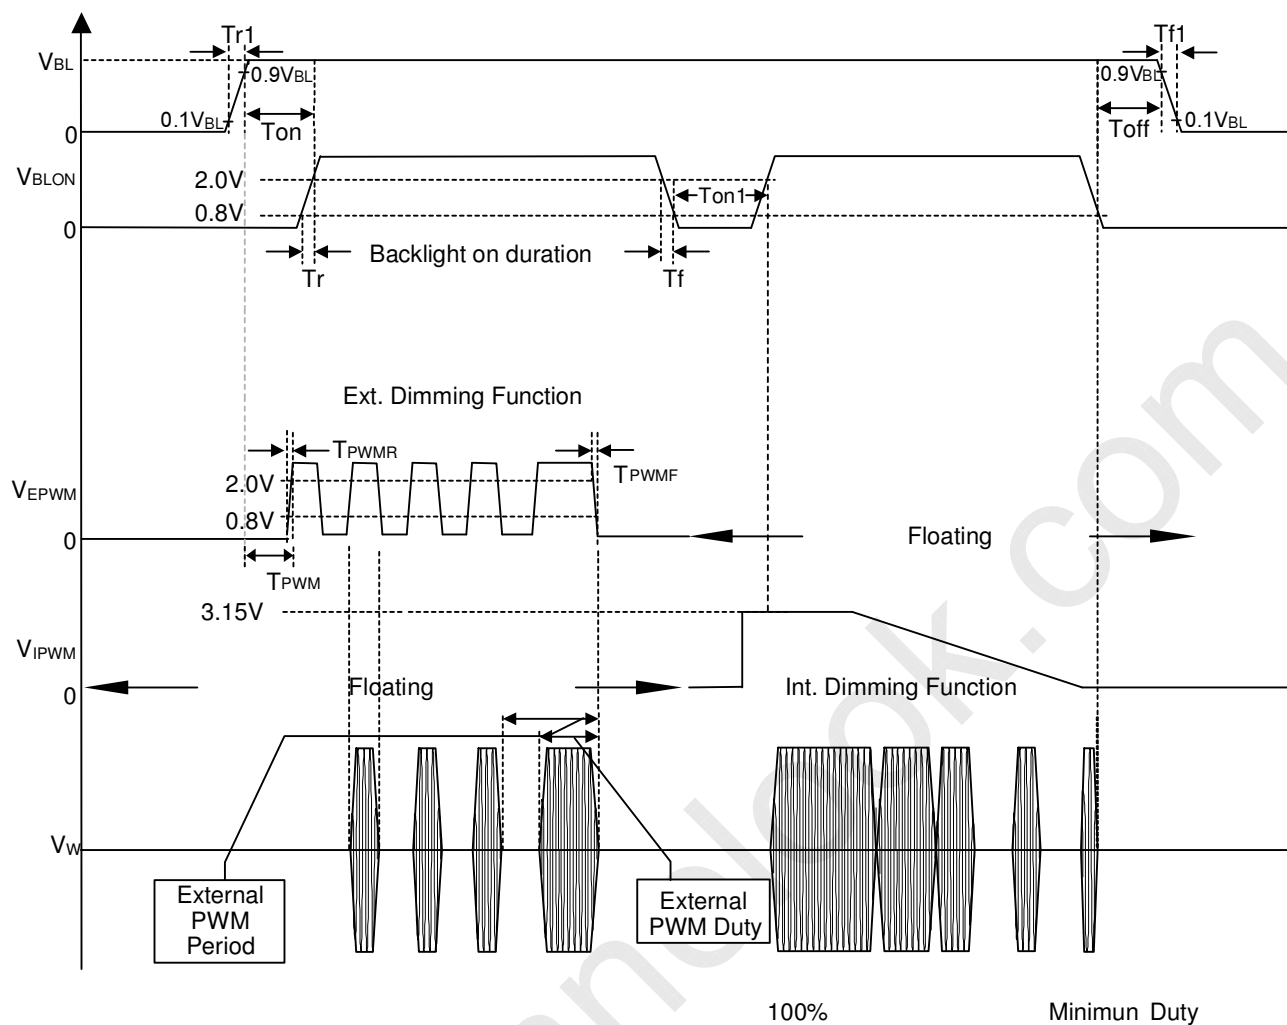 Tr1
Tf1
VBL
0.9VBL
0.9VBL
0.1VBL
Ton
Toff
0.1VBL
0
VBLON
2.0V
Ton1
0.8V
0
Backlight on duration
Tr
Tf
Ext. Dimming Function
TPWMR
TPWMF
VEPWM
2.0V
0.8V
0
Floating
TPWM
3.15V
VIPWM
0
Floating
Int. Dimming Function
VW
External
PWM
Period
External
PWM Duty
100%
Minimun Duty
nlook.com